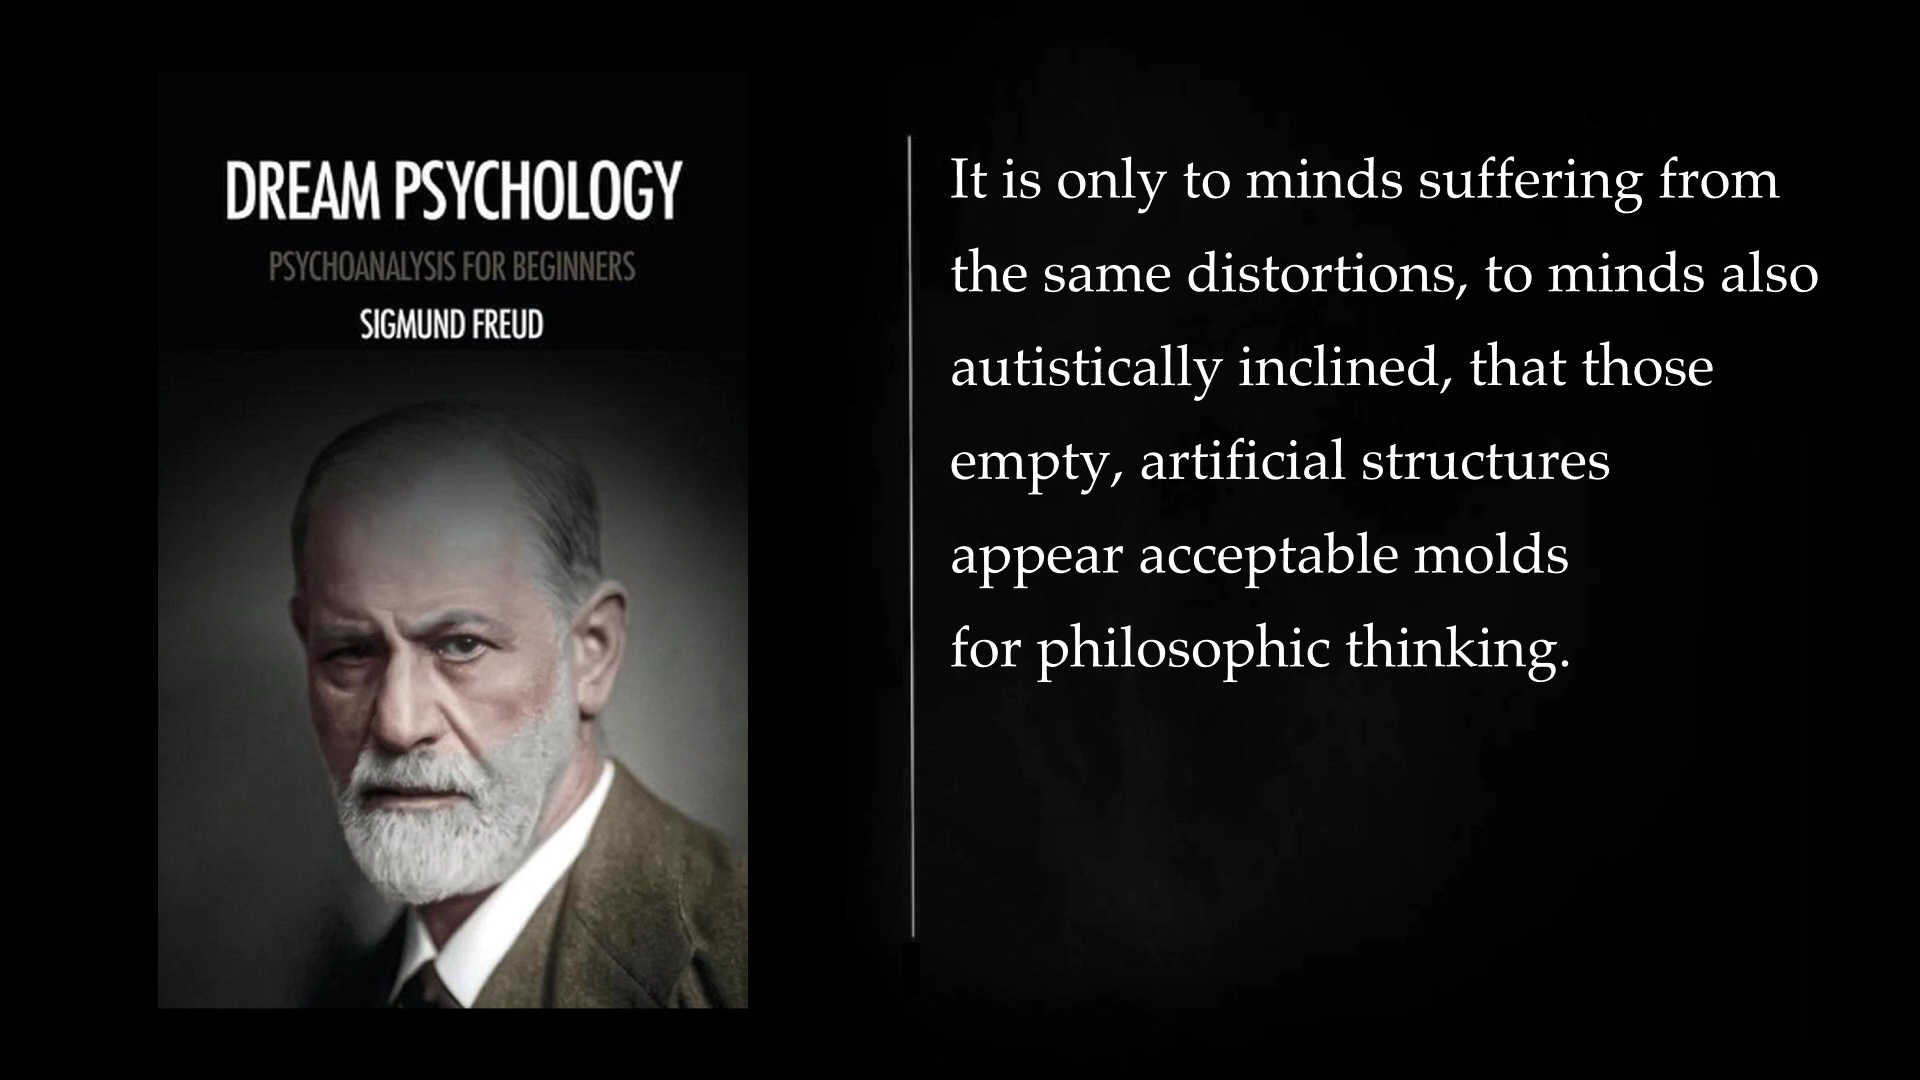 DREAM PSYCHOLOGY
PSYCHOANALYSIS FOR BEGINNERS
SIGMUND FREUD
It is only to minds suffering from
the same distortions, to minds also
autistically inclined, that those
empty, artificial structures
appear acceptable molds
for philosophic thinking.